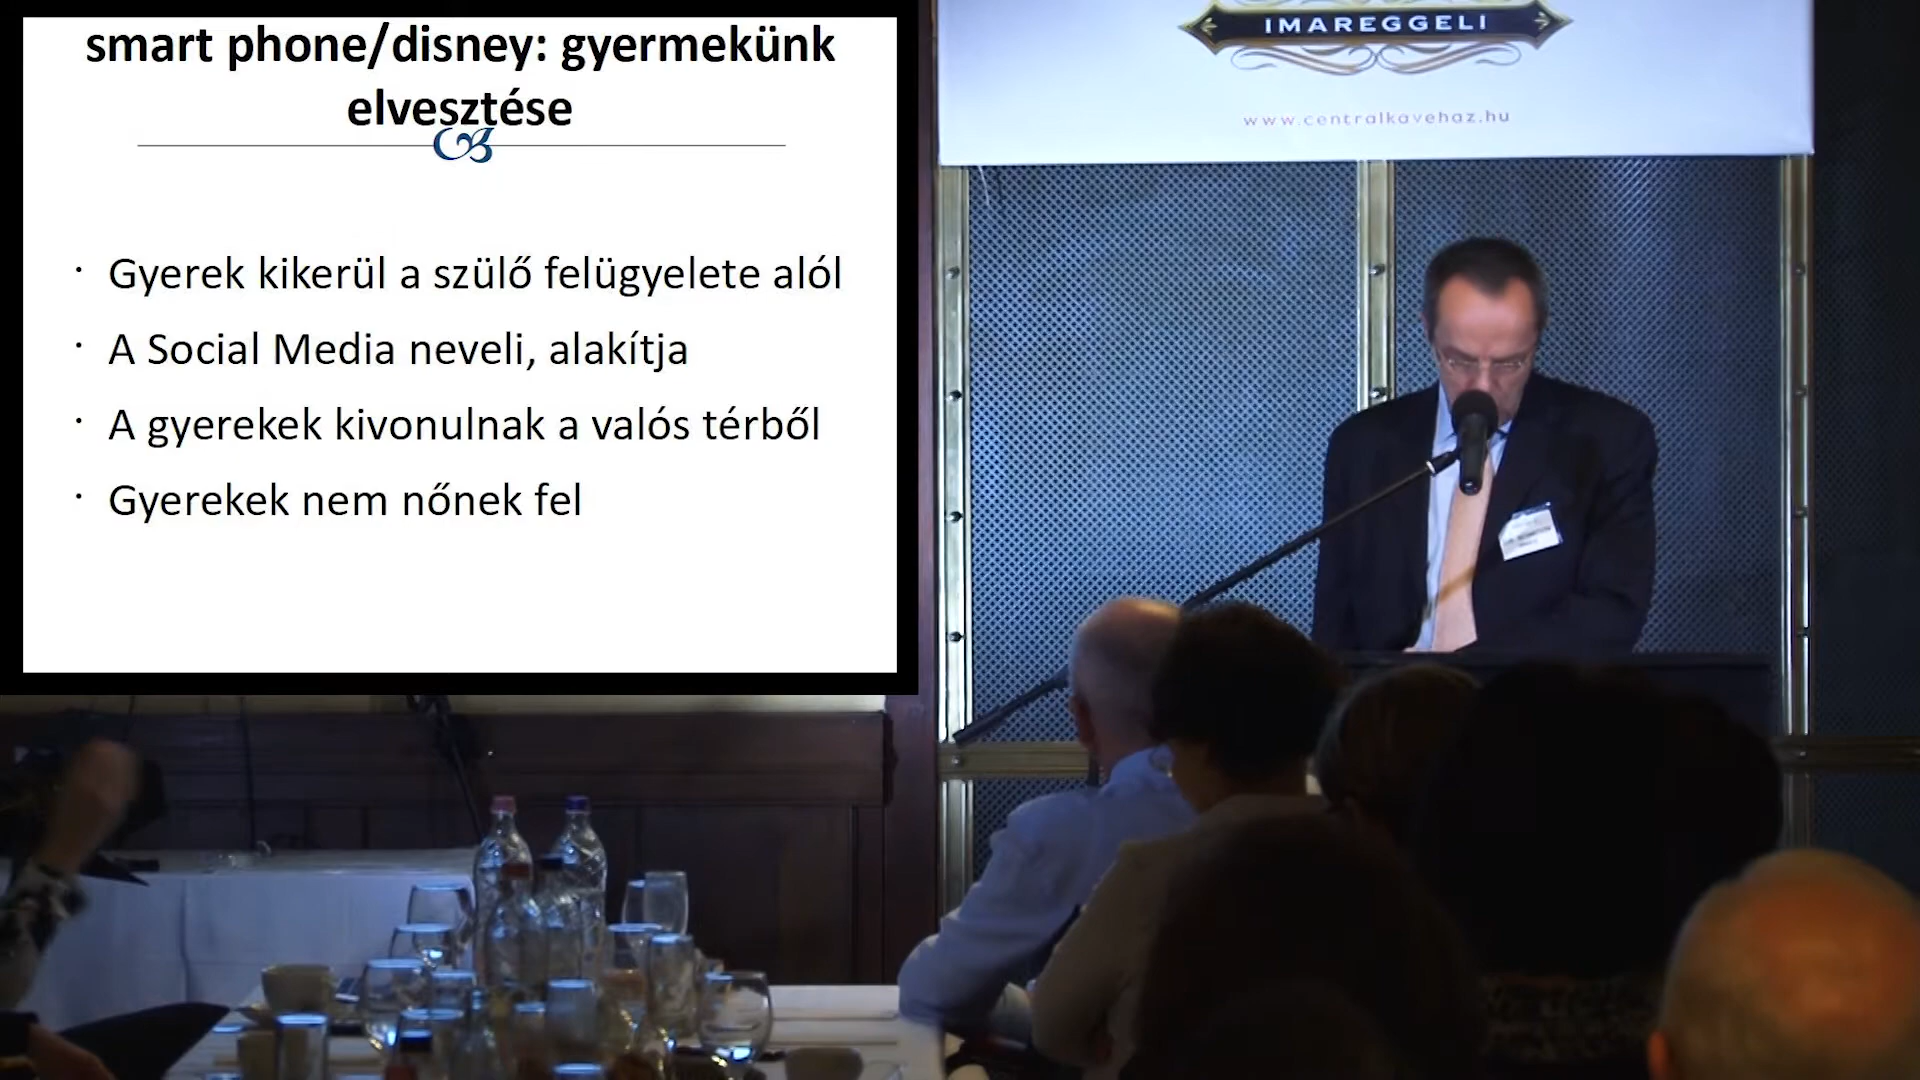 smart phone/disney: gyermekünk
elvesztése
· Gyerek kikerül a szülő felügyelete alól
· A Social Media neveli, alakítja
· A gyerekek kivonulnak a valós térből
· Gyerekek nem nőnek fel
IMAREGGELI
www.centralkavehaz.hu